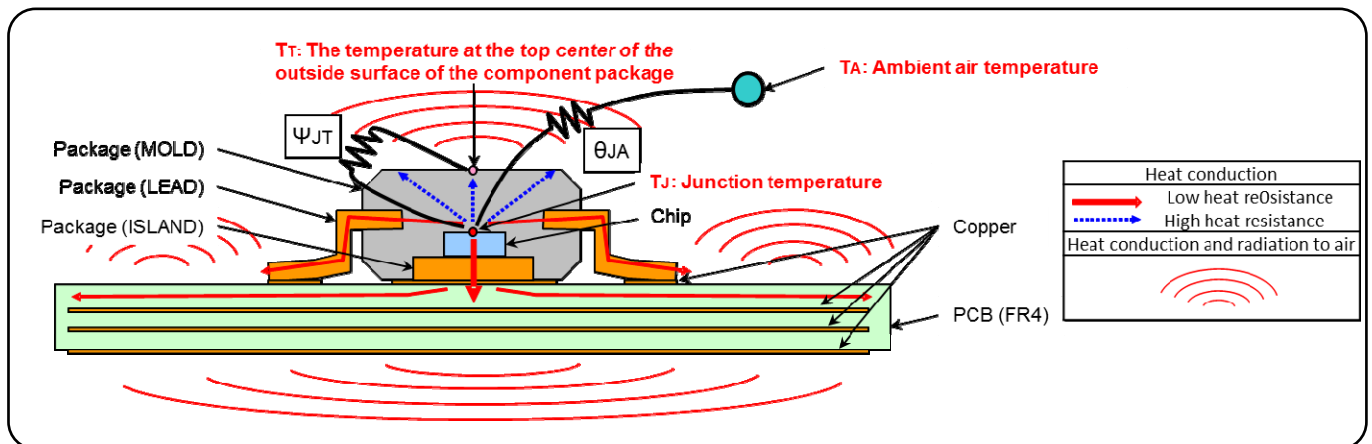 TT: The temperature at the top center of the
outside surface of the component package
TA: Ambient air temperature
ΨJT
θJA
Package (MOLD)
Package (LEAD)
Package (ISLAND)
TJ: Junction temperature
Chip
Copper
PCB (FR4)
Heat conduction
Low heat re0sistance
High heat resistance
Heat conduction and radiation to air